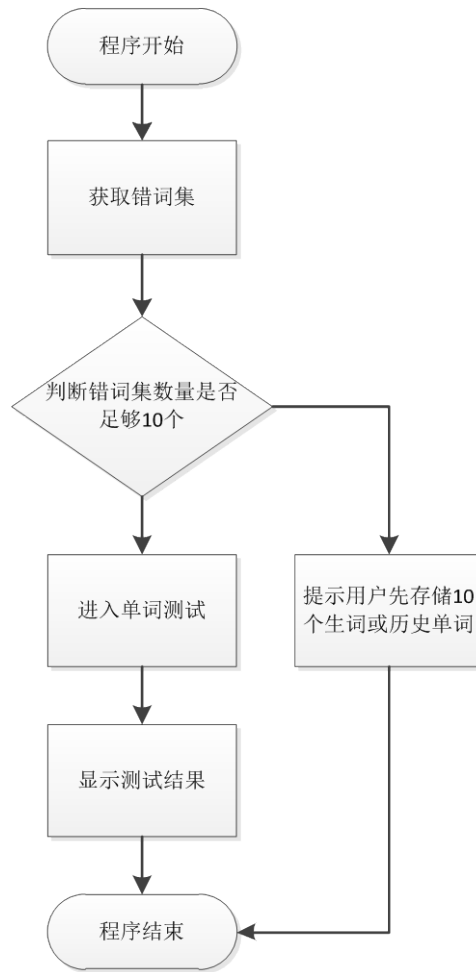 程序开始
获取错词集
判断错词集数量是否
足够10个
进入单词测试
提示用户先存储10
个生词或历史单词
显示测试结果
程序结束